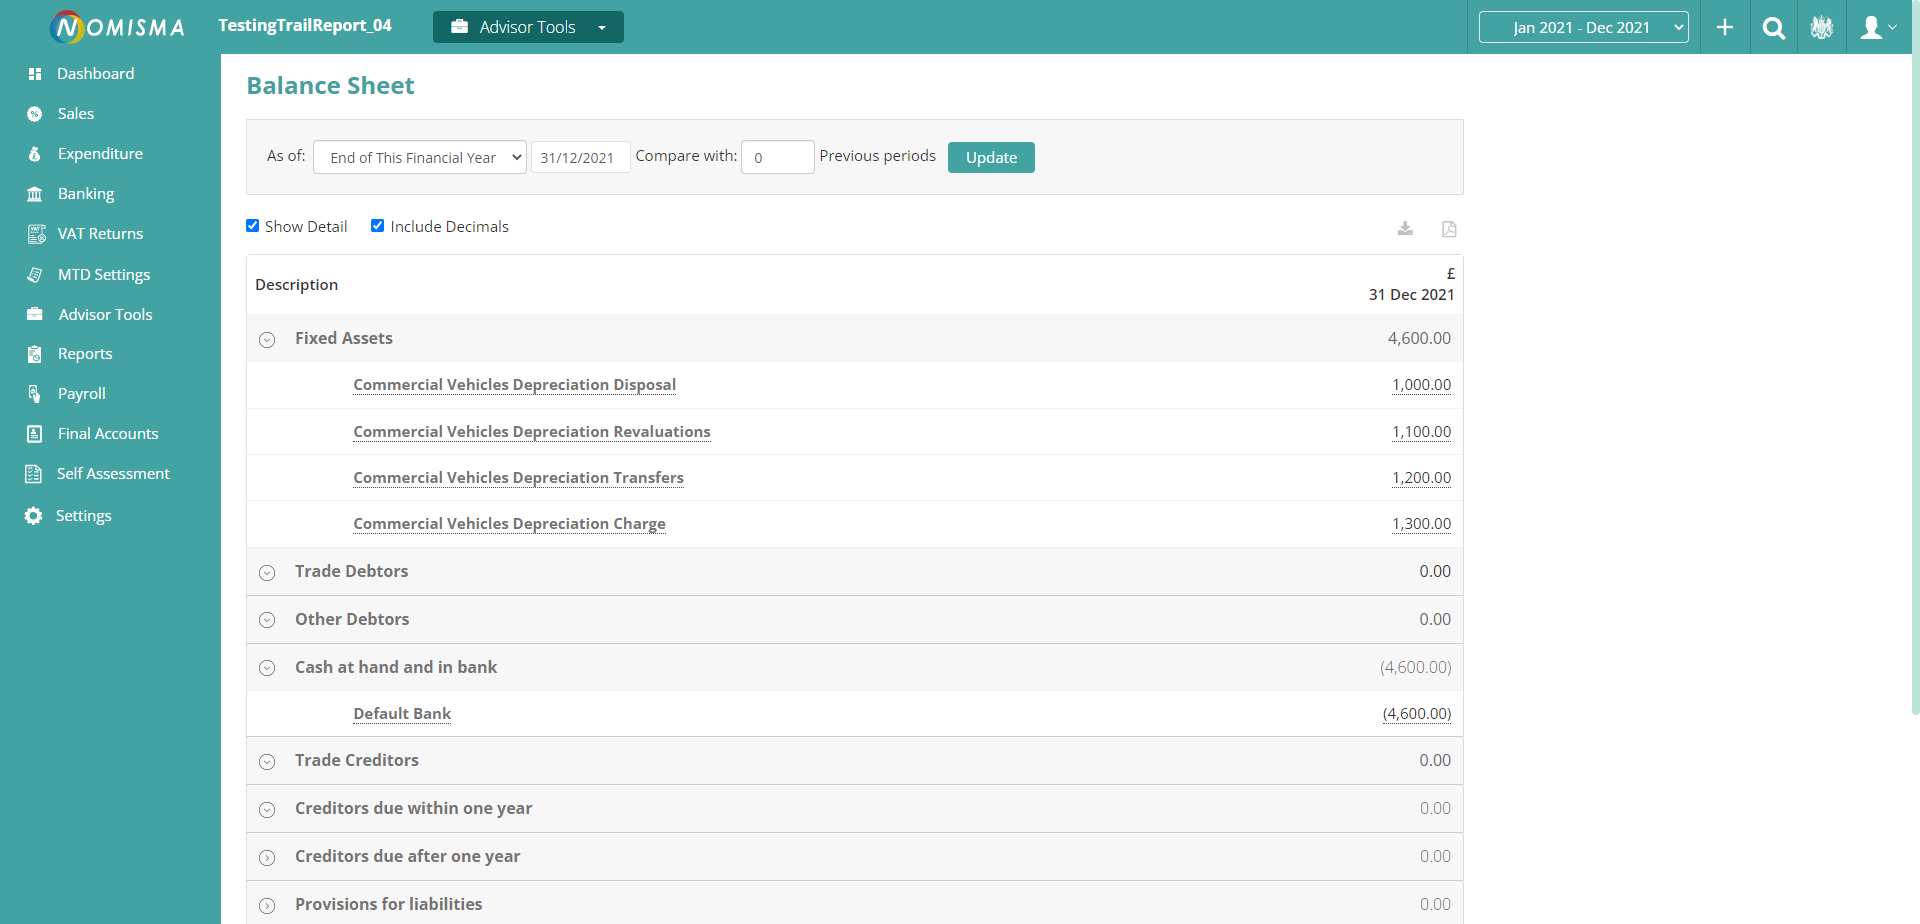 NOMISMA
TestingTrailReport_04
Advisor Tools
Jan 2021 - Dec 2021
Dashboard
Sales
Expenditure
Banking
VAT Returns
MTD Settings
Advisor Tools
Reports
Payroll
Final Accounts
Self Assessment
Settings
Balance Sheet
As of: End of This Financial Year 31/12/2021 Compare with: 0 Previous periods Update
Show Detail Include Decimals
£
Description 31 Dec 2021
Fixed Assets 4,600.00
Commercial Vehicles Depreciation Disposal 1,000.00
Commercial Vehicles Depreciation Revaluations 1,100.00
Commercial Vehicles Depreciation Transfers 1,200.00
Commercial Vehicles Depreciation Charge 1,300.00
Trade Debtors 0.00
Other Debtors 0.00
Cash at hand and in bank (4,600.00)
Default Bank (4,600.00)
Trade Creditors 0.00
Creditors due within one year 0.00
Creditors due after one year 0.00
Provisions for liabilities 0.00